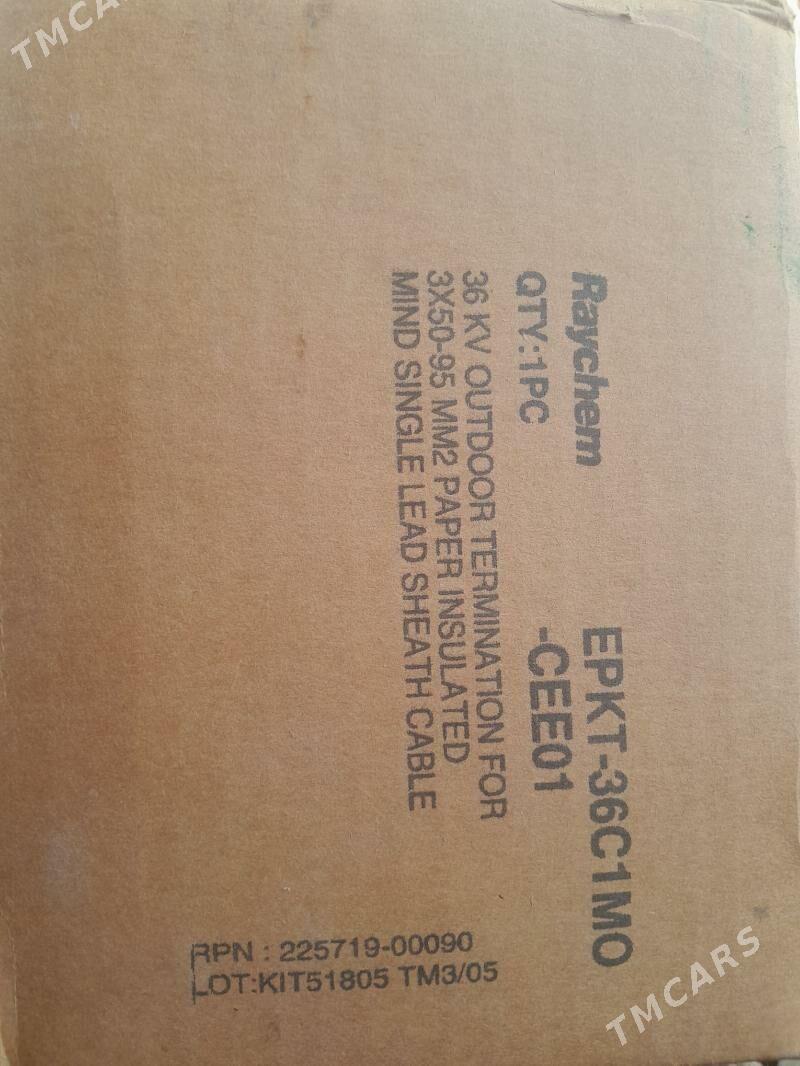 TMCARS
Raychem
EPKT-36C1MO
QTY:1PC
-CEE01
36 KV OUTDOOR TERMINATION FOR
3X50-95 MM2 PAPER INSULATED
MIND SINGLE LEAD SHEATH CABLE
RPN : 225719-00090
LOT:KIT51805 TM3/05
TMCARS